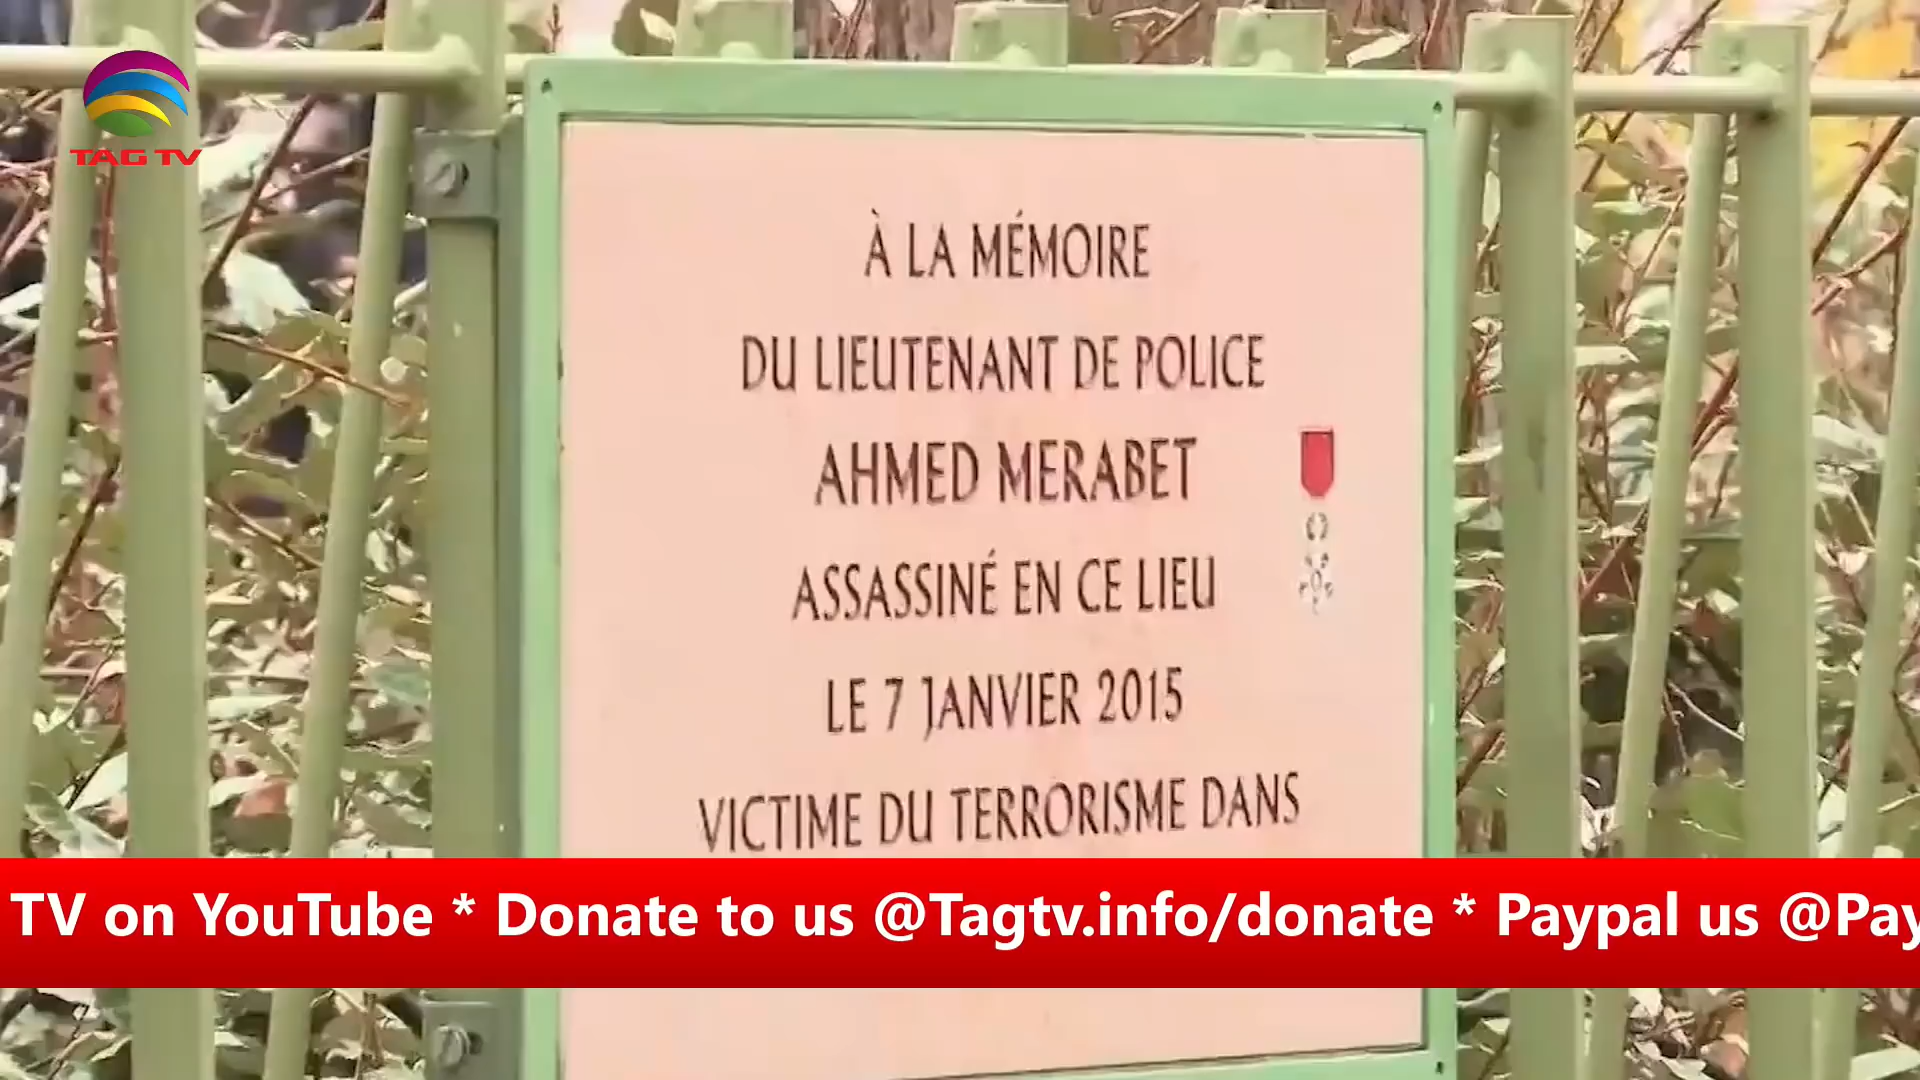 TAG TV
À LA MÉMOIRE
DU LIEUTENANT DE POLICE
AHMED MERABET
ASSASSINÉ EN CE LIEU
LE 7 JANVIER 2015
VICTIME DU TERRORISME DANS
TV on YouTube * Donate to us @Tagtv.info/donate * Paypal us @Pay